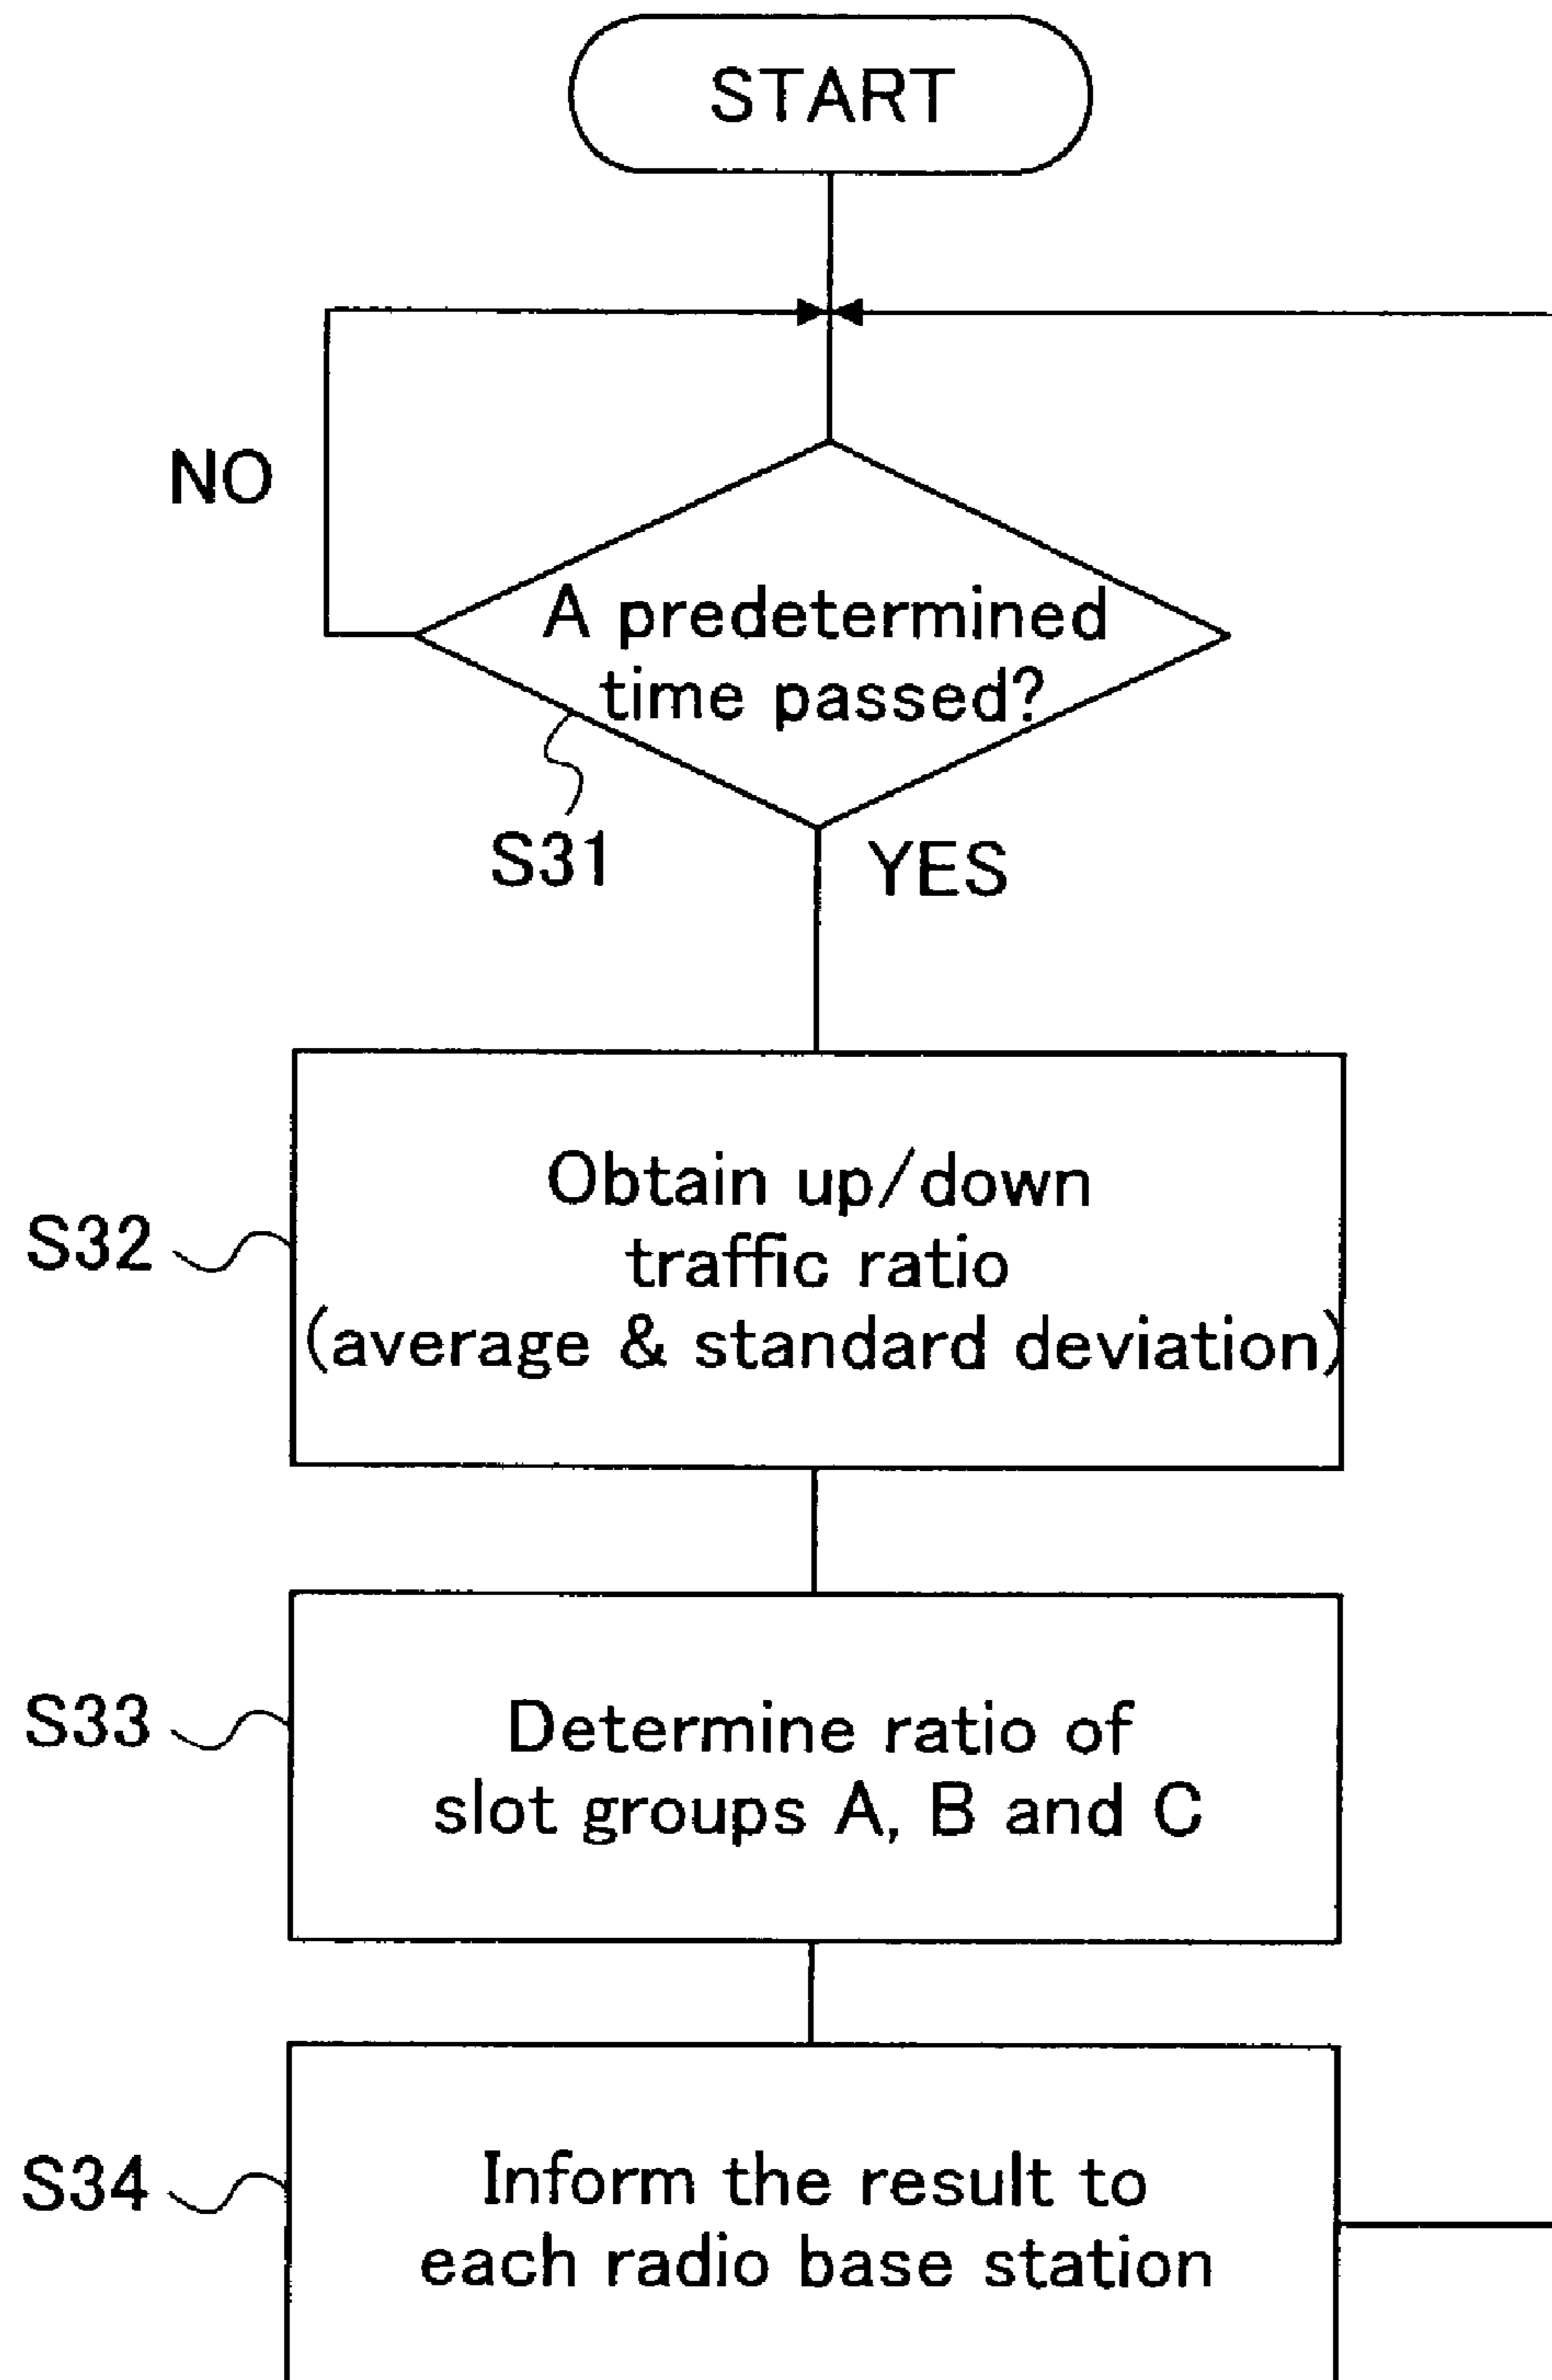 START
NO
A predetermined
time passed?
S31
YES
Obtain up/down
traffic ratio
(average & standard deviation)
S32
Determine ratio of
slot groups A, B and C
S33
Inform the result to
each radio base station
S34